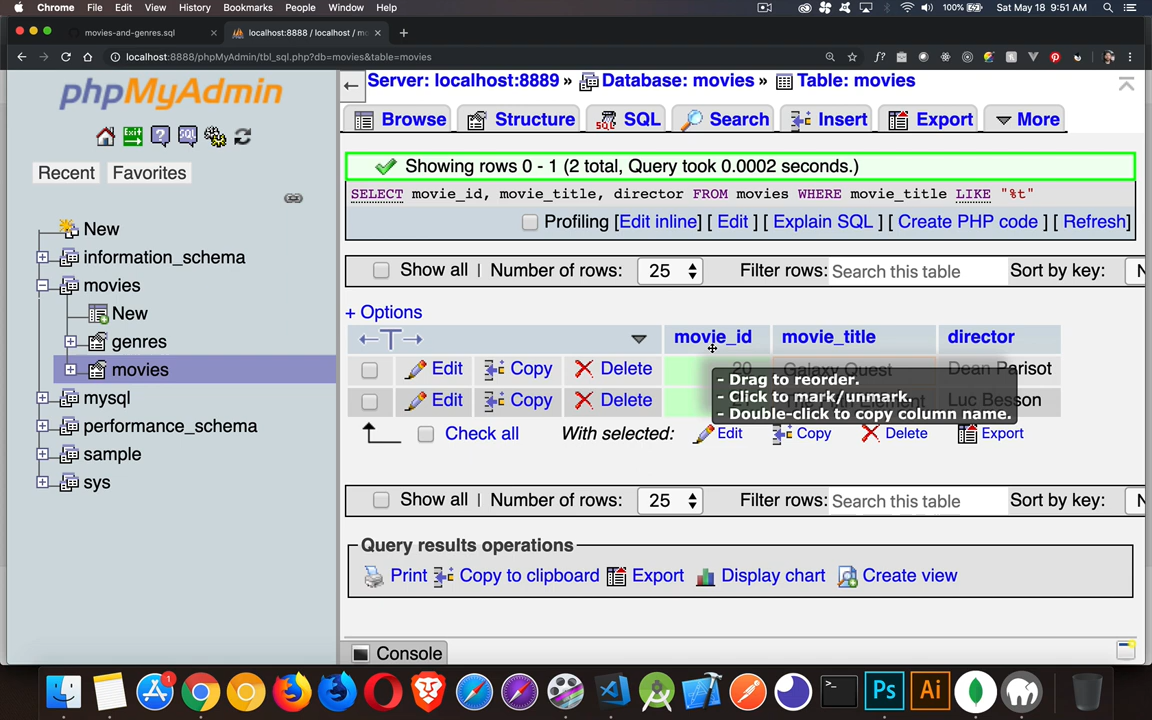 Chrome File Edit View History Bookmarks People Window Help 100% Sat May 18 9:51 AM
movies-and-genres.sql × localhost:8888 / localhost / mo × +
localhost:8888/phpMyAdmin/tbl_sql.php?db=movies&table=movies
phpMyAdmin
Exit SQL
Recent Favorites
New
information_schema
movies
New
genres
movies
mysql
performance_schema
sample
sys
Server: localhost:8889 » Database: movies » Table: movies
Browse Structure SQL Search Insert Export More
Showing rows 0 - 1 (2 total, Query took 0.0002 seconds.)
SELECT movie_id, movie_title, director FROM movies WHERE movie_title LIKE "%t"
Profiling [Edit inline] [ Edit ] [ Explain SQL ] [ Create PHP code ] [ Refresh]
Show all | Number of rows: 25 Filter rows: Search this table Sort by key: N
+ Options
←T→ movie_id movie_title director
Edit Copy Delete 20 Galaxy Quest Dean Parisot
Edit Copy Delete Luc Besson
- Drag to reorder.
- Click to mark/unmark.
- Double-click to copy column name.
Check all With selected: Edit Copy Delete Export
Show all | Number of rows: 25 Filter rows: Search this table Sort by key: N
Query results operations
Print Copy to clipboard Export Display chart Create view
Console
1
Ps Ai